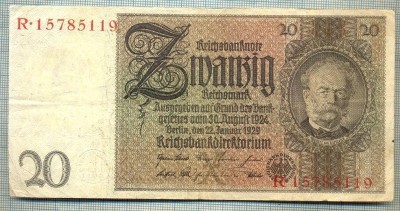 R·15785119
20
Reichsbanknote
Zwanzig
Reichsmark
Ausgegeben auf Grund des Bank-
gesetzes vom 30. August 1924
Berlin, den 22. Januar 1929
Reichsbankdirektorium
20
R·15785119